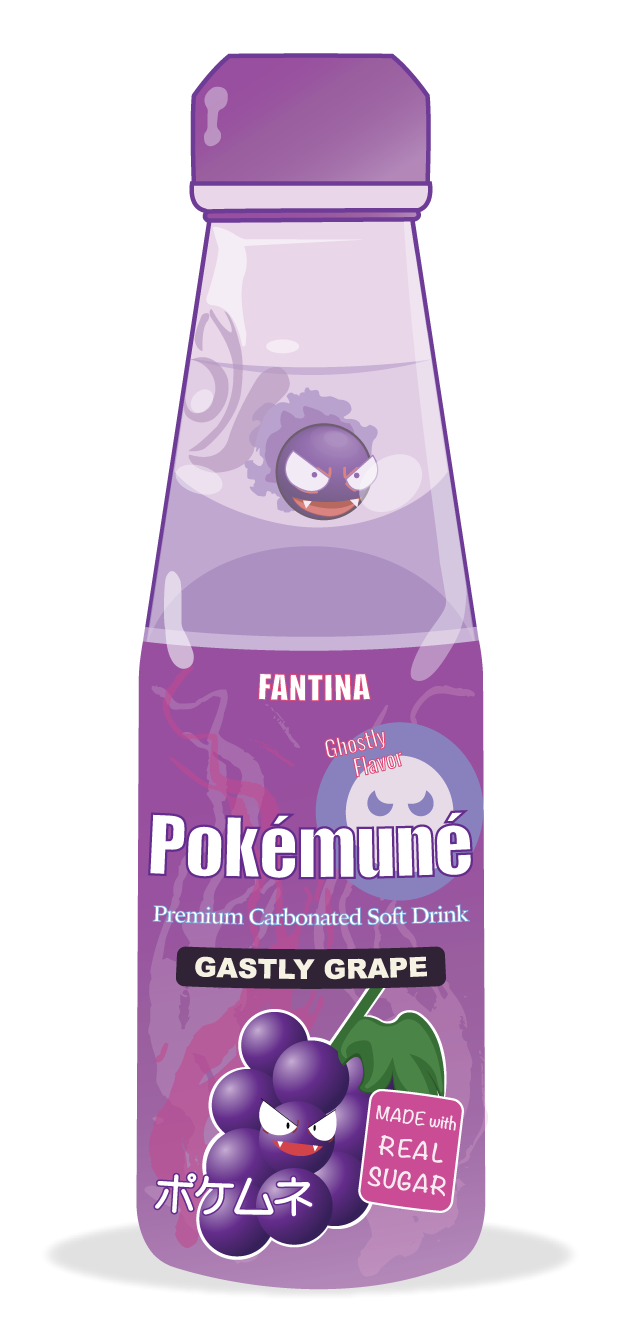 FANTINA
Ghostly
Flavor
Pokémuné
Premium Carbonated Soft Drink
GASTLY GRAPE
MADE with
REAL
SUGAR
ポケムネ